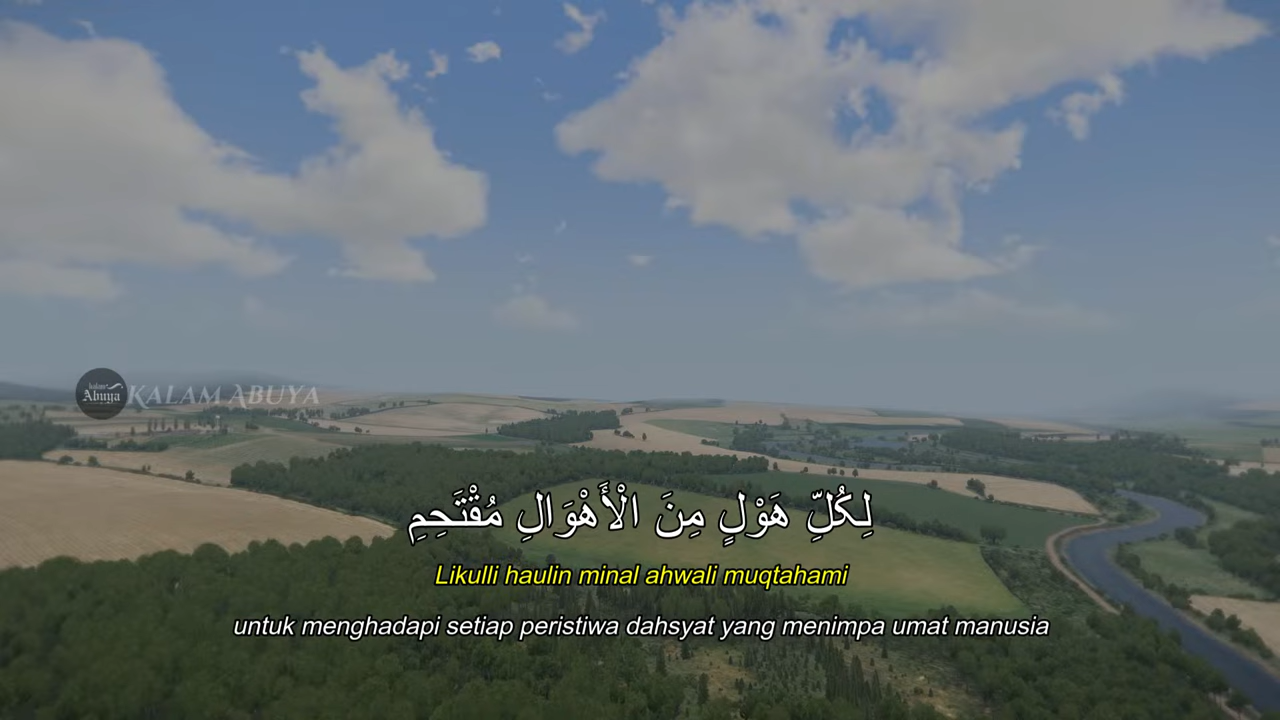 kalam
Abuya
KALAM ABUYA
لِكُلِّ هَوْلٍ مِنَ الْأَهْوَالِ مُقْتَحِمِ
Likulli haulin minal ahwali muqtahami
untuk menghadapi setiap peristiwa dahsyat yang menimpa umat manusia